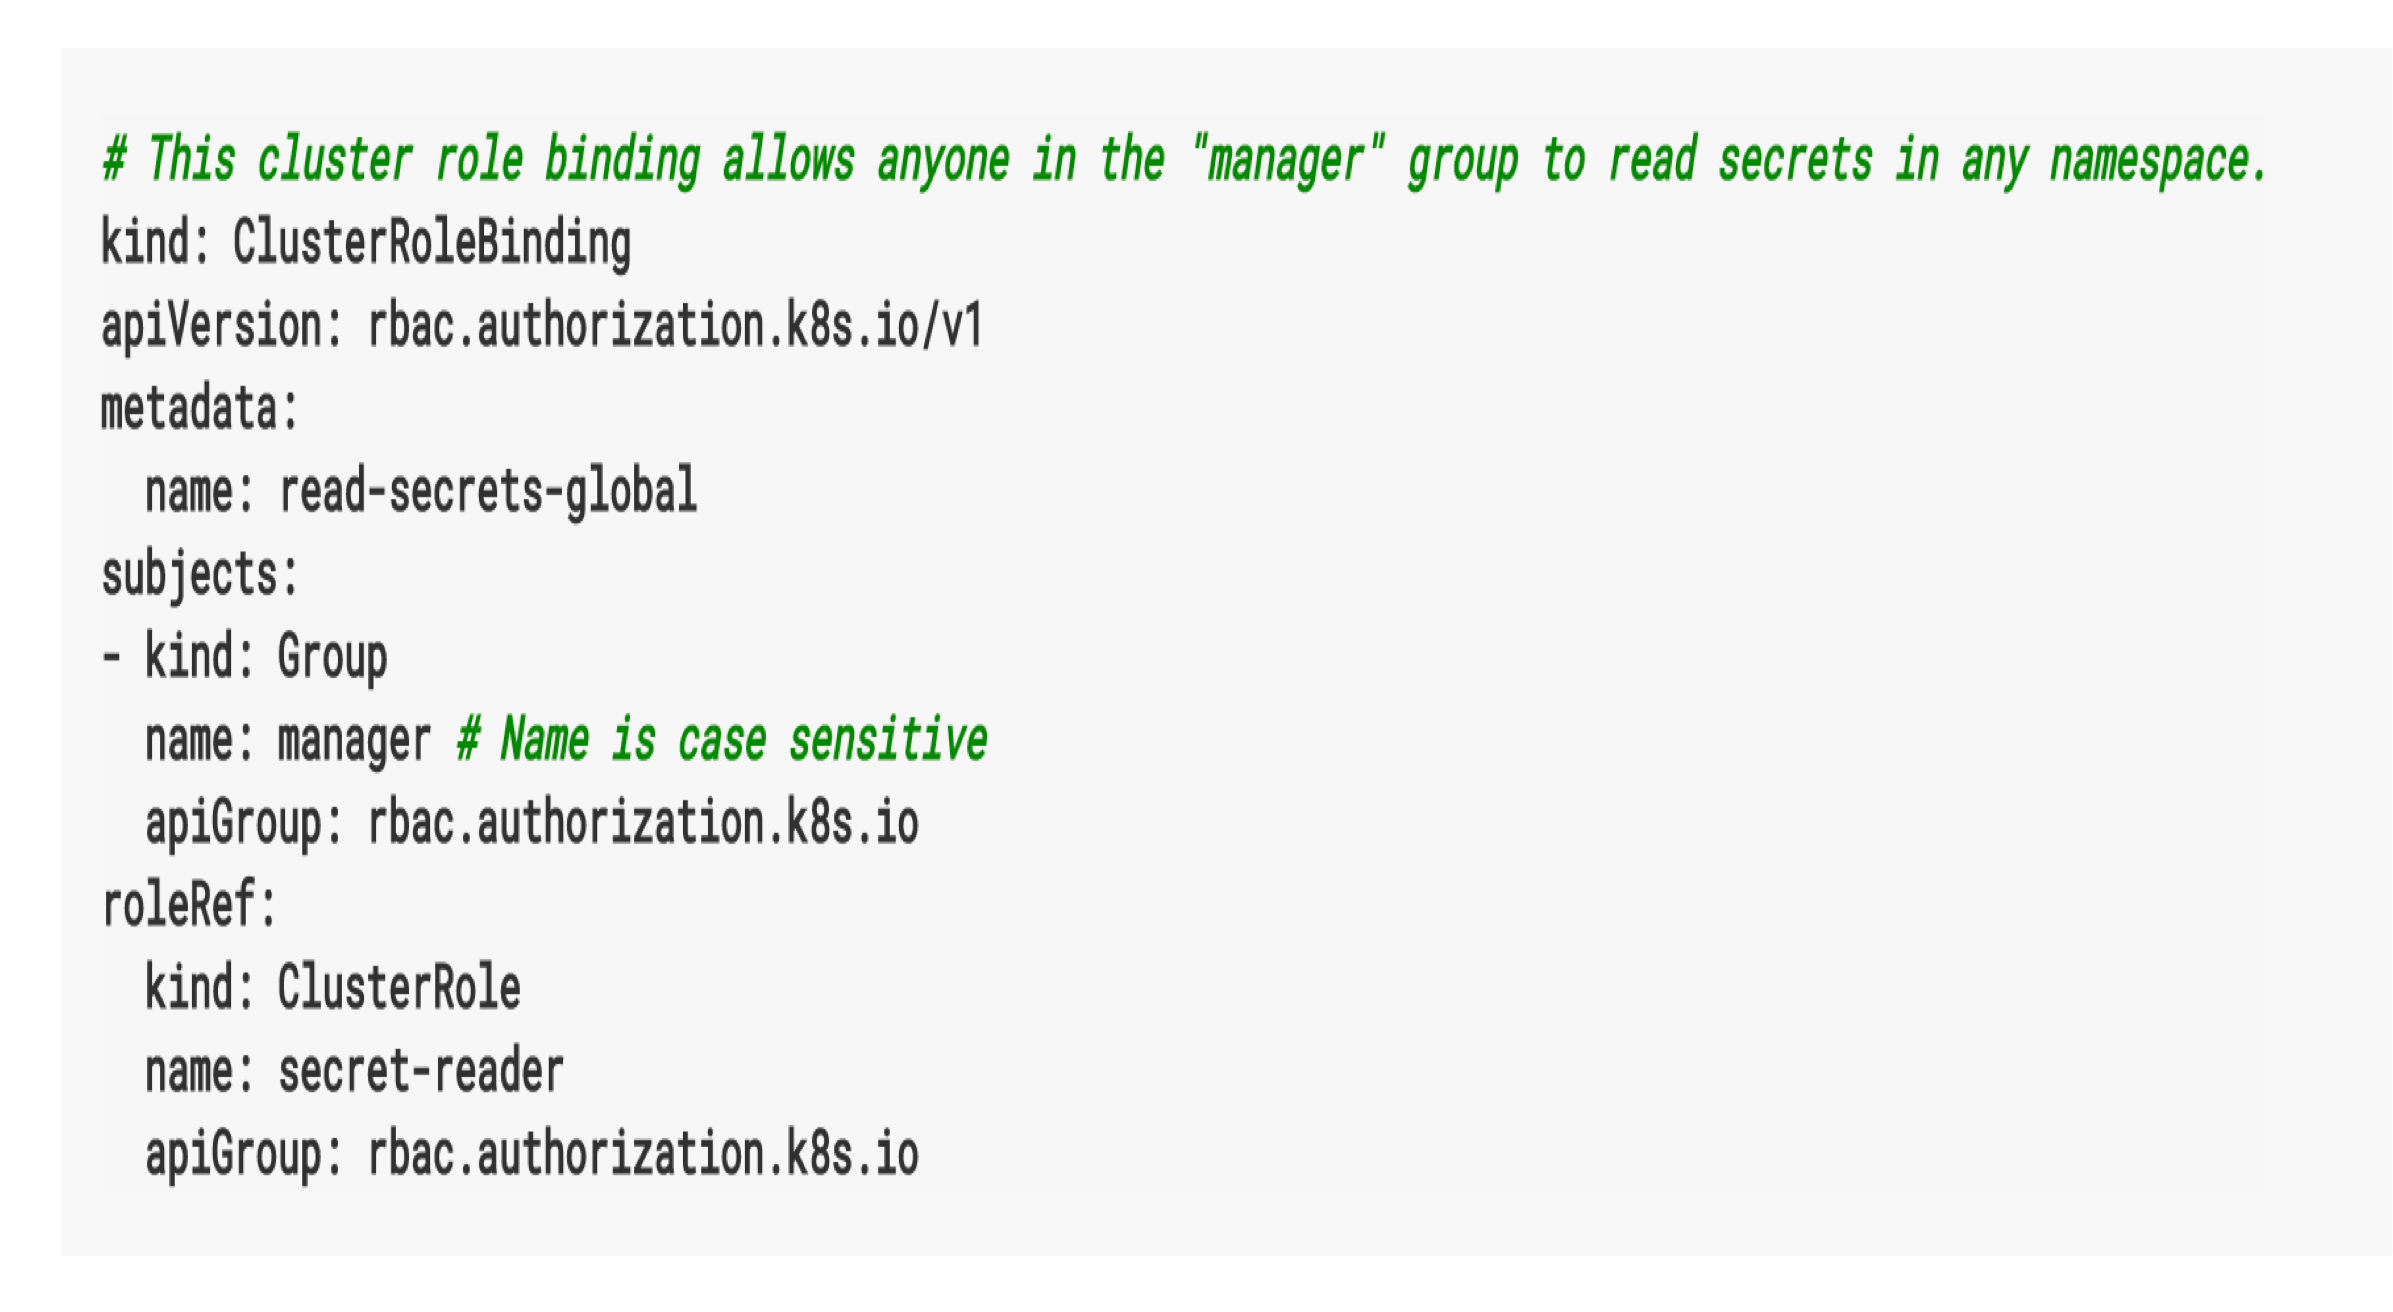 # This cluster role binding allows anyone in the "manager" group to read secrets in any namespace.
kind: ClusterRoleBinding
apiVersion: rbac.authorization.k8s.io/v1
metadata:
  name: read-secrets-global
subjects:
- kind: Group
  name: manager # Name is case sensitive
  apiGroup: rbac.authorization.k8s.io
roleRef:
  kind: ClusterRole
  name: secret-reader
  apiGroup: rbac.authorization.k8s.io